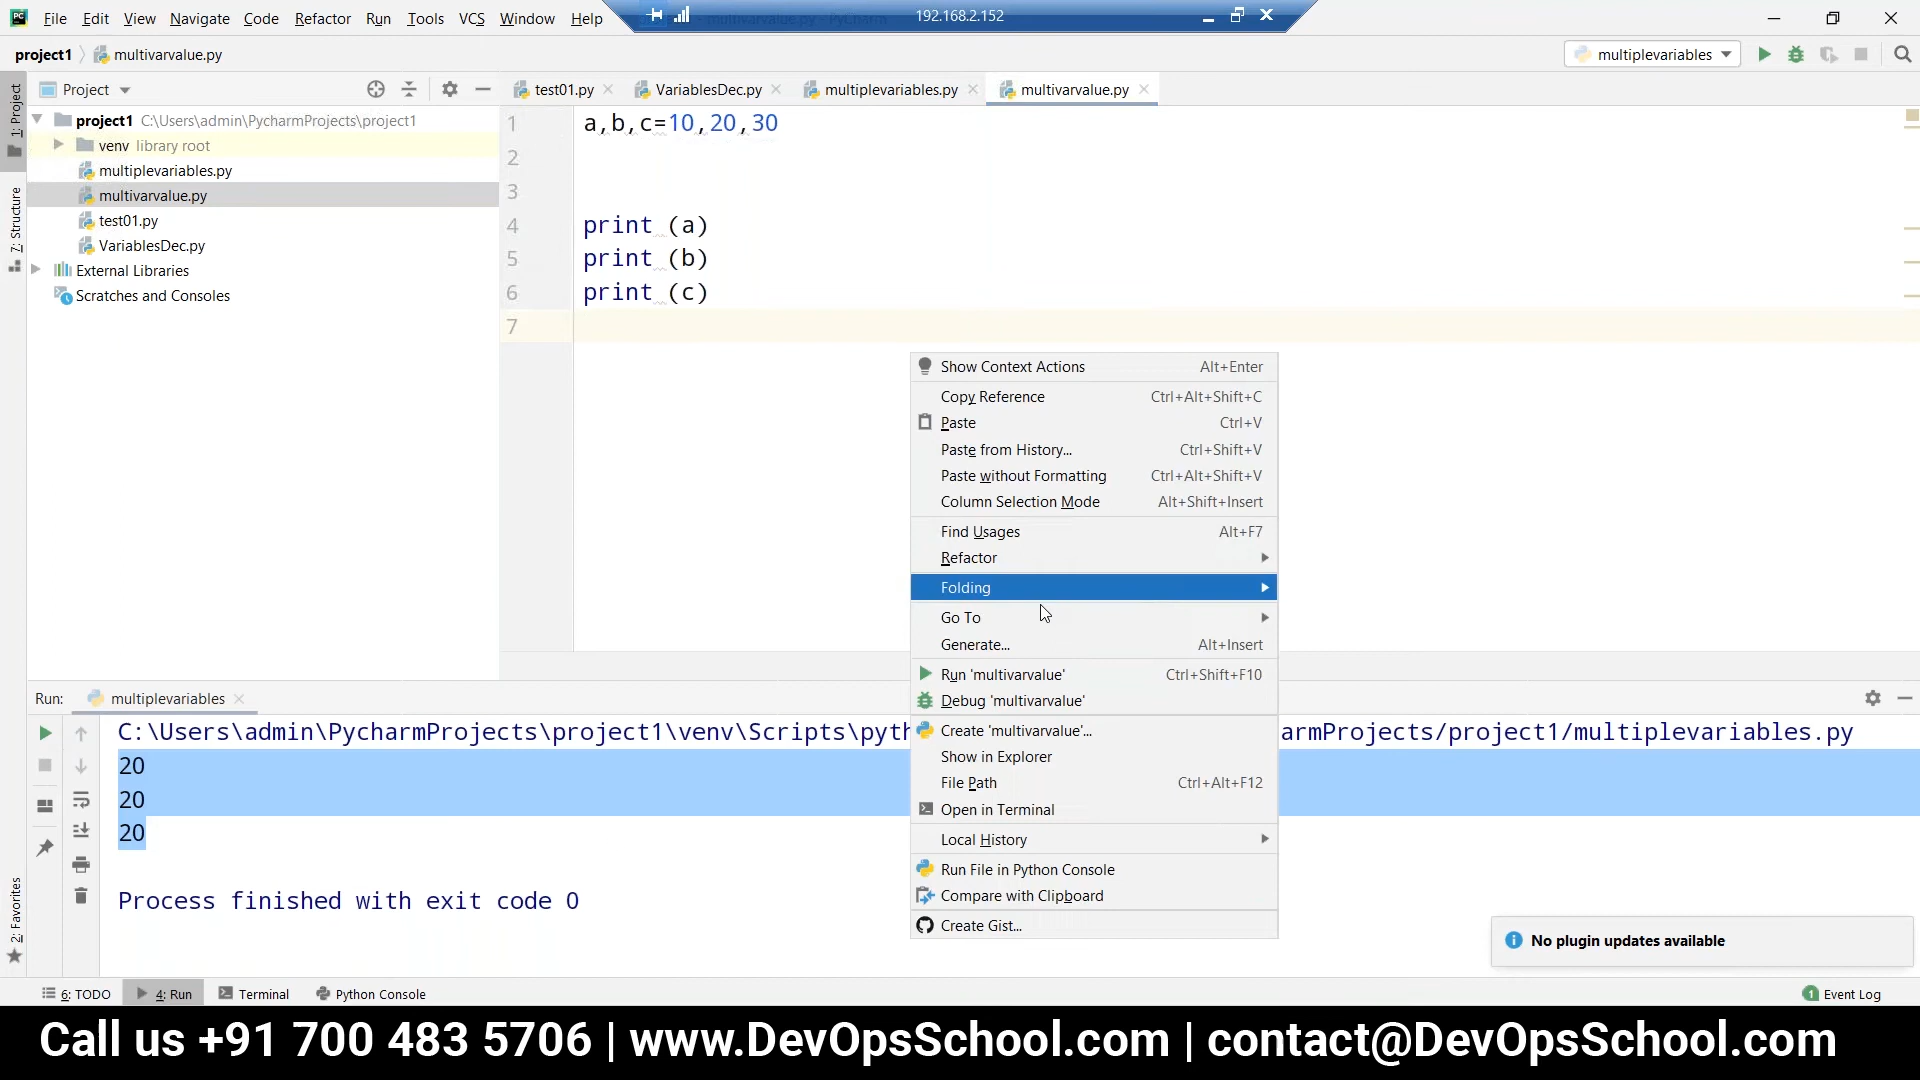 File Edit View Navigate Code Refactor Run Tools VCS Window Help
192.168.2.152
project1 multivarvalue.py
multiplevariables
Project
test01.py VariablesDec.py multiplevariables.py multivarvalue.py
1: Project
7: Structure
2: Favorites
project1 C:\Users\admin\PycharmProjects\project1
venv library root
multiplevariables.py
multivarvalue.py
test01.py
VariablesDec.py
External Libraries
Scratches and Consoles
1 a,b,c=10,20,30
2
3
4 print (a)
5 print (b)
6 print (c)
7
Show Context Actions Alt+Enter
Copy Reference Ctrl+Alt+Shift+C
Paste Ctrl+V
Paste from History... Ctrl+Shift+V
Paste without Formatting Ctrl+Alt+Shift+V
Column Selection Mode Alt+Shift+Insert
Find Usages Alt+F7
Refactor
Folding
Go To
Generate... Alt+Insert
Run 'multivarvalue' Ctrl+Shift+F10
Debug 'multivarvalue'
Create 'multivarvalue'...
Show in Explorer
File Path Ctrl+Alt+F12
Open in Terminal
Local History
Run File in Python Console
Compare with Clipboard
Create Gist...
Run: multiplevariables
C:\Users\admin\PycharmProjects\project1\venv\Scripts\pyth armProjects/project1/multiplevariables.py
20
20
20
Process finished with exit code 0
No plugin updates available
6: TODO 4: Run Terminal Python Console
1 Event Log
Call us +91 700 483 5706 | www.DevOpsSchool.com | contact@DevOpsSchool.com